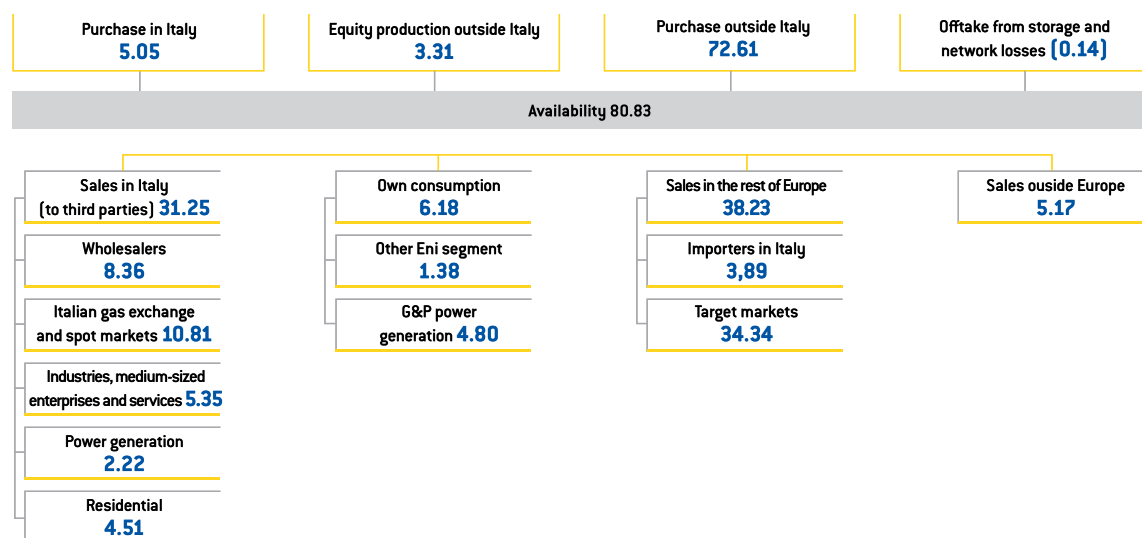 Purchase in Italy
5.05
Equity production outside Italy
3.31
Purchase outside Italy
72.61
Offtake from storage and
network losses (0.14)
Availability 80.83
Sales in Italy
(to third parties) 31.25
Wholesalers
8.36
Italian gas exchange
and spot markets 10.81
Industries, medium-sized
enterprises and services 5.35
Power generation
2.22
Residential
4.51
Own consumption
6.18
Other Eni segment
1.38
G&P power
generation 4.80
Sales in the rest of Europe
38.23
Importers in Italy
3,89
Target markets
34.34
Sales ouside Europe
5.17